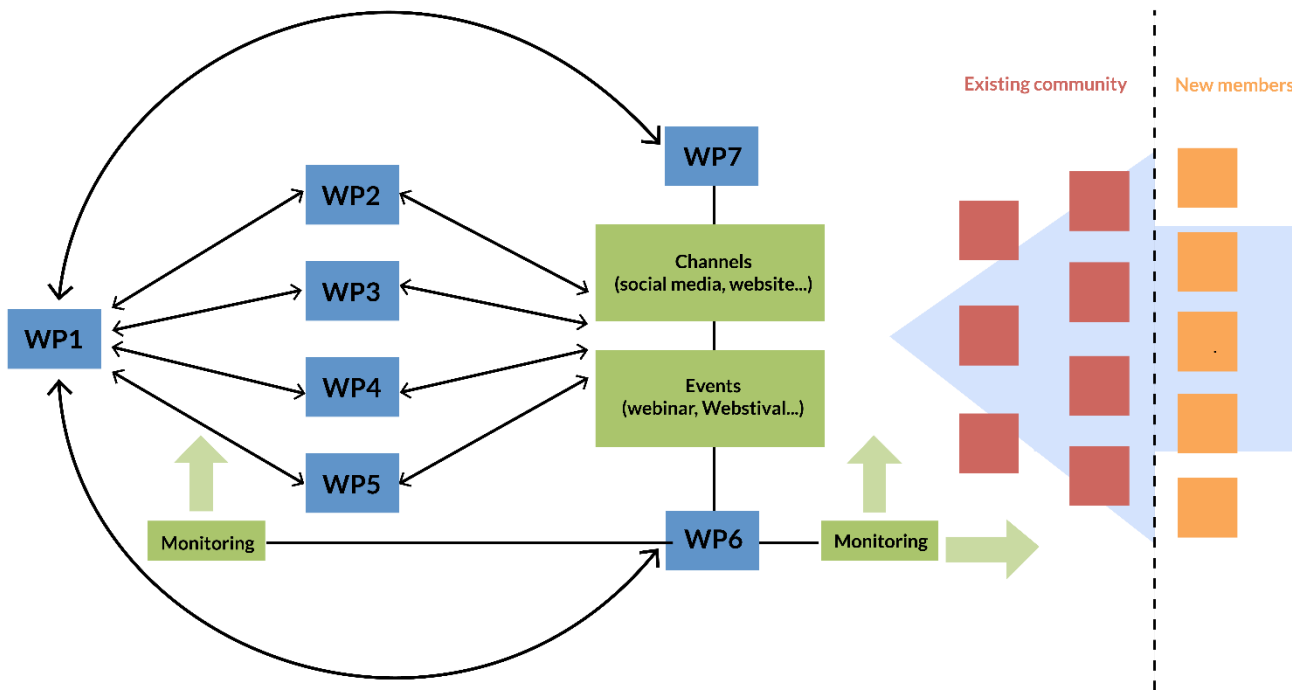 Existing community
New members
WP7
WP2
Channels
(social media, website...)
WP3
WP1
WP4
Events
(webinar, Webstival...)
WP5
Monitoring
WP6
Monitoring